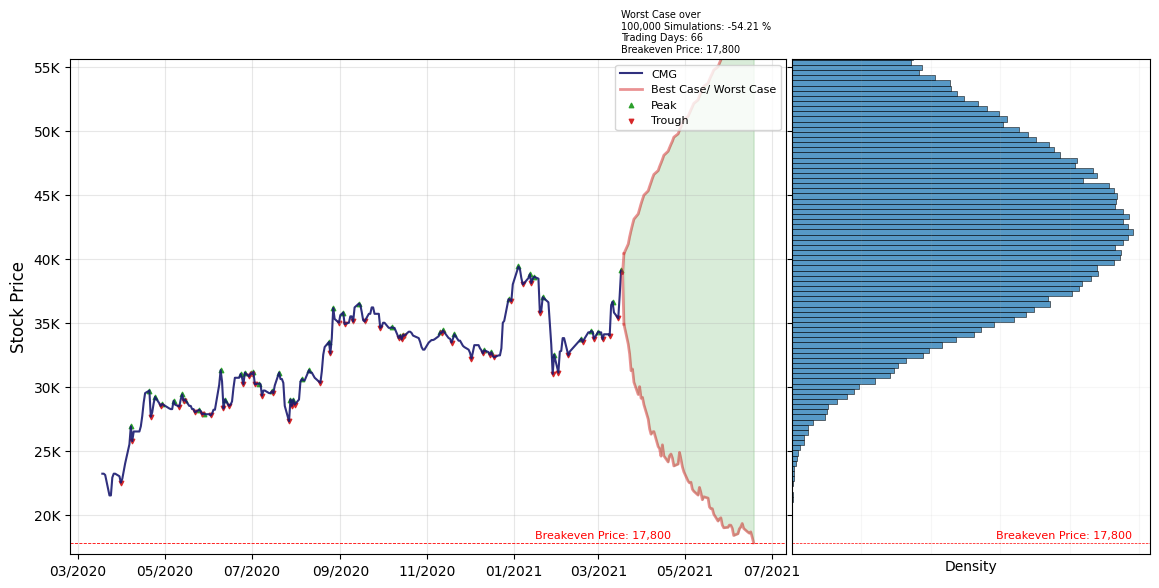 Worst Case over
100,000 Simulations: -54.21 %
Trading Days: 66
Breakeven Price: 17,800
CMG
Best Case/ Worst Case
Peak
Trough
55K
50K
45K
40K
35K
30K
25K
20K
Stock Price
Breakeven Price: 17,800
Breakeven Price: 17,800
03/2020 05/2020 07/2020 09/2020 11/2020 01/2021 03/2021 05/2021 07/2021
Density